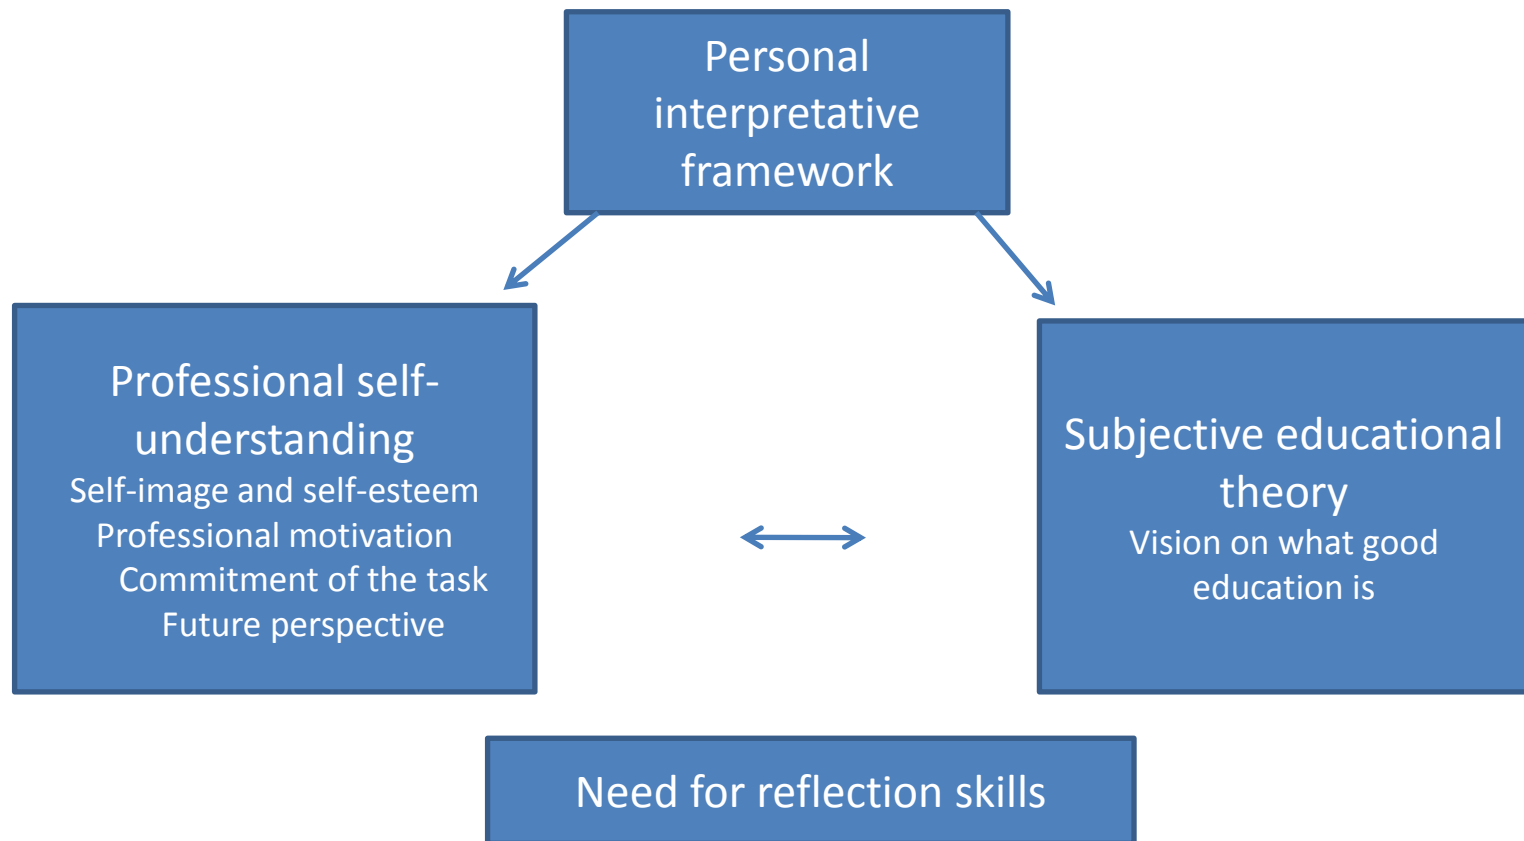 Personal
interpretative
framework
Professional self-
understanding
Self-image and self-esteem
Professional motivation
Commitment of the task
Future perspective
Subjective educational
theory
Vision on what good
education is
Need for reflection skills